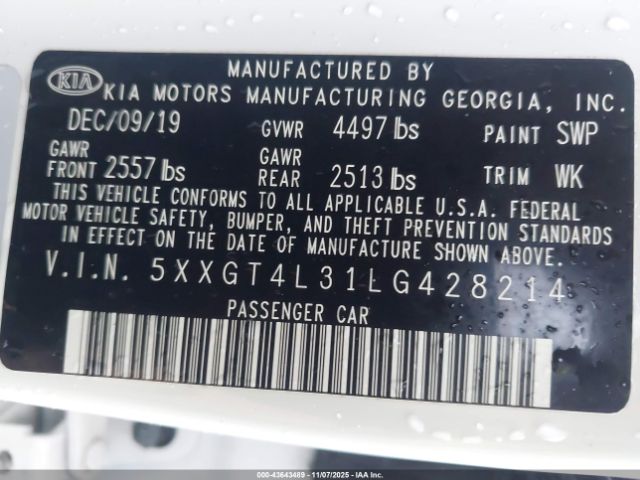 MANUFACTURED BY
KIA KIA MOTORS MANUFACTURING GEORGIA, INC.
DEC/09/19 GVWR 4497 lbs PAINT SWP
GAWR FRONT 2557 lbs GAWR REAR 2513 lbs TRIM WK
THIS VEHICLE CONFORMS TO ALL APPLICABLE U.S.A. FEDERAL
MOTOR VEHICLE SAFETY, BUMPER, AND THEFT PREVENTION STANDARDS
IN EFFECT ON THE DATE OF MANUFACTURE SHOWN ABOVE.
V.I.N. 5XXGT4L31LG428214
PASSENGER CAR
000-43643489 11/07/2025 IAAI.COM